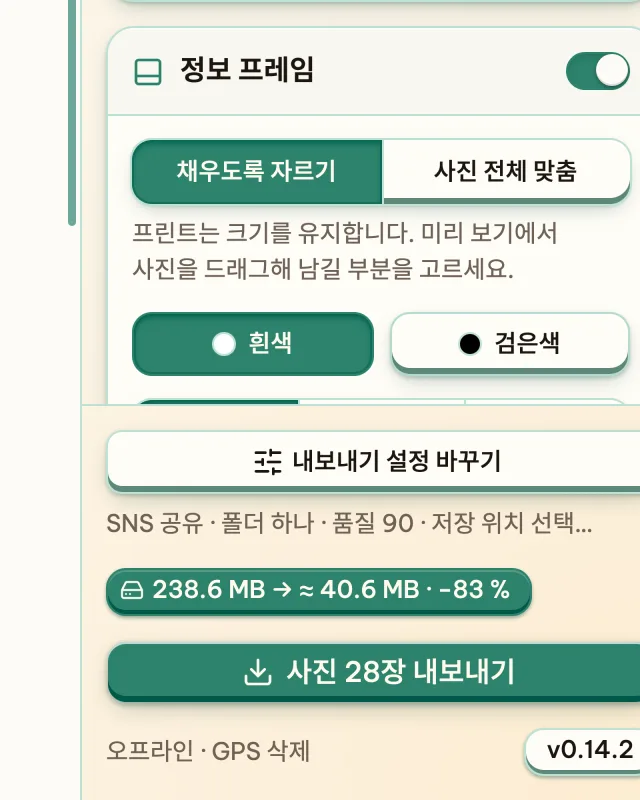 정보 프레임
채우도록 자르기
사진 전체 맞춤
프린트는 크기를 유지합니다. 미리 보기에서
사진을 드래그해 남길 부분을 고르세요.
흰색
검은색
내보내기 설정 바꾸기
SNS 공유 · 폴더 하나 · 품질 90 · 저장 위치 선택...
238.6 MB → ≈ 40.6 MB · −83 %
사진 28장 내보내기
오프라인 · GPS 삭제
v0.14.2